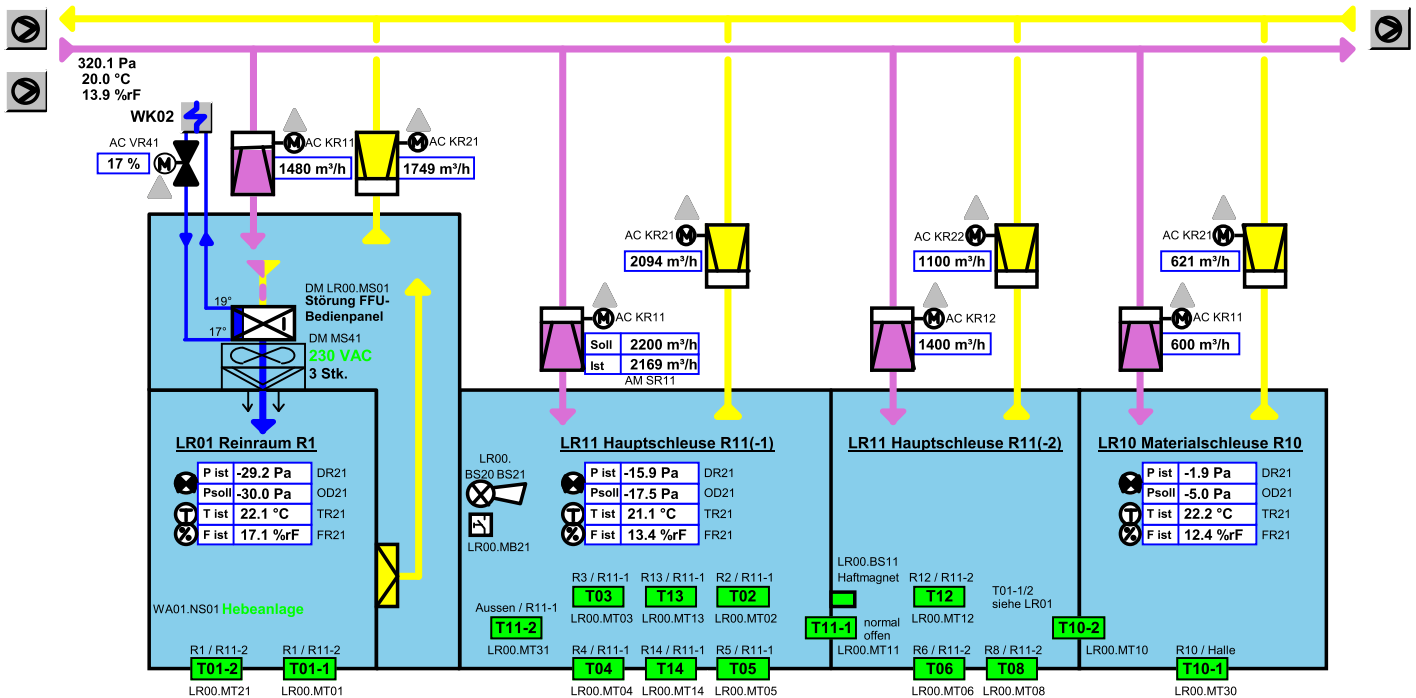 320.1 Pa
20.0 °C
13.9 %rF
WK02
AC VR41
17 %
M
M
AC KR11
1480 m³/h
M
AC KR21
1749 m³/h
AC KR21
M
2094 m³/h
AC KR22
M
1100 m³/h
AC KR21
M
621 m³/h
DM LR00.MS01
Störung FFU-
Bedienpanel
19°
17°
DM MS41
230 VAC
3 Stk.
M
AC KR11
Soll 2200 m³/h
Ist 2169 m³/h
AM SR11
M
AC KR12
1400 m³/h
M
AC KR11
600 m³/h
LR01 Reinraum R1
P ist -29.2 Pa DR21
Psoll -30.0 Pa OD21
T T ist 22.1 °C TR21
% F ist 17.1 %rF FR21
WA01.NS01 Hebeanlage
R1 / R11-2
T01-2
LR00.MT21
R1 / R11-2
T01-1
LR00.MT01
LR11 Hauptschleuse R11(-1)
LR00.
BS20 BS21
LR00.MB21
P ist -15.9 Pa DR21
Psoll -17.5 Pa OD21
T T ist 21.1 °C TR21
% F ist 13.4 %rF FR21
R3 / R11-1
T03
LR00.MT03
R13 / R11-1
T13
LR00.MT13
R2 / R11-1
T02
LR00.MT02
Aussen / R11-1
T11-2
LR00.MT31
R4 / R11-1
T04
LR00.MT04
R14 / R11-1
T14
LR00.MT14
R5 / R11-1
T05
LR00.MT05
LR11 Hauptschleuse R11(-2)
LR00.BS11
Haftmagnet
T11-1
normal
offen
LR00.MT11
R12 / R11-2
T12
LR00.MT12
T01-1/2
siehe LR01
R6 / R11-2
T06
LR00.MT06
R8 / R11-2
T08
LR00.MT08
T10-2
LR00.MT10
LR10 Materialschleuse R10
P ist -1.9 Pa DR21
Psoll -5.0 Pa OD21
T T ist 22.2 °C TR21
% F ist 12.4 %rF FR21
R10 / Halle
T10-1
LR00.MT30